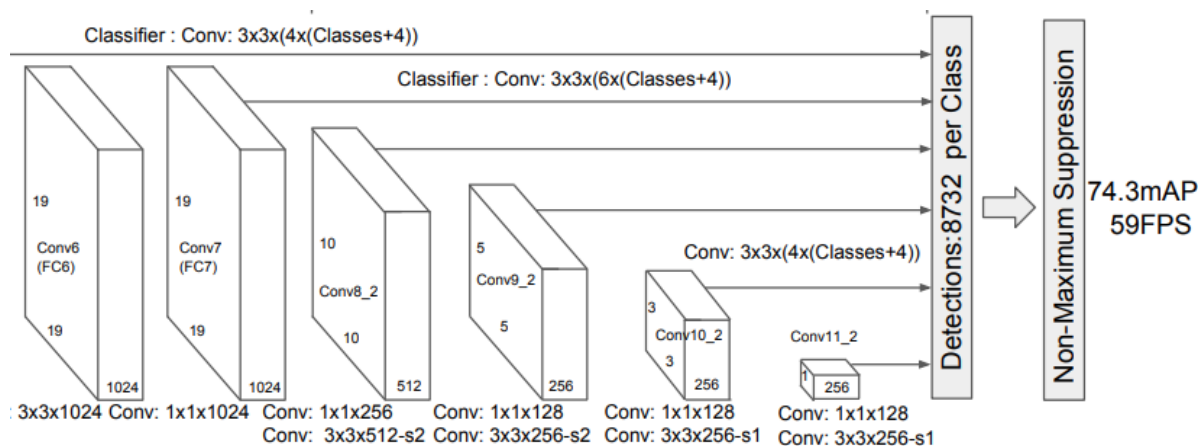 Classifier : Conv: 3x3x(4x(Classes+4))
Classifier : Conv: 3x3x(6x(Classes+4))
19
Conv6
(FC6)
19
1024
19
Conv7
(FC7)
19
1024
10
Conv8_2
10
512
5
Conv9_2
5
256
Conv: 3x3x(4x(Classes+4))
3
Conv10_2
3
256
Conv11_2
1
256
Detections:8732 per Class
Non-Maximum Suppression
74.3mAP
59FPS
: 3x3x1024 Conv: 1x1x1024 Conv: 1x1x256 Conv: 1x1x128 Conv: 1x1x128 Conv: 1x1x128
Conv: 3x3x512-s2 Conv: 3x3x256-s2 Conv: 3x3x256-s1 Conv: 3x3x256-s1